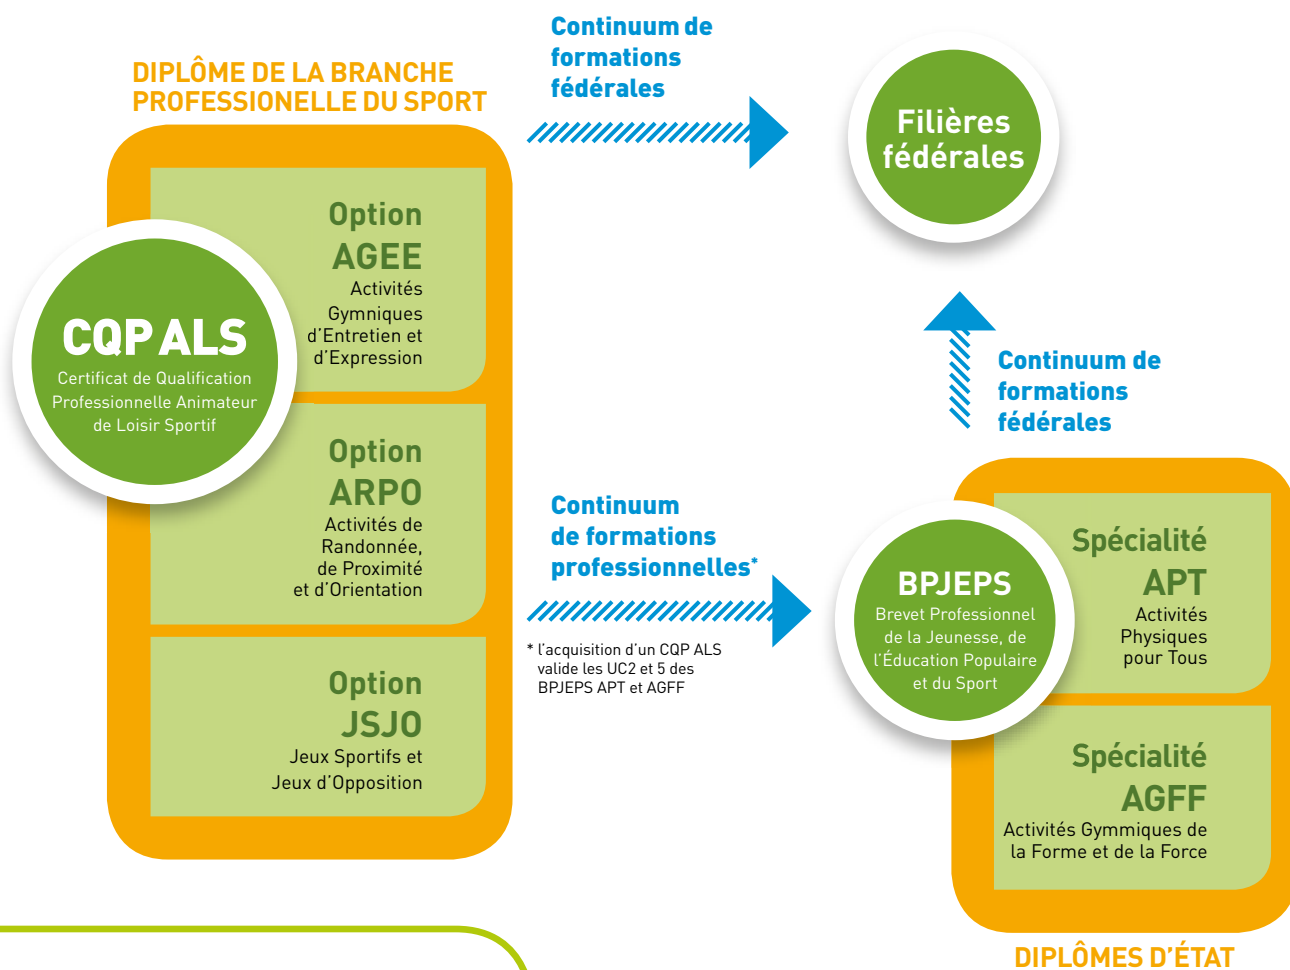 Continuum de
formations
fédérales
DIPLÔME DE LA BRANCHE
PROFESSIONELLE DU SPORT
Filières
fédérales
Option
AGEE
Activités
Gymniques
d'Entretien et
d'Expression
CQP ALS
Certificat de Qualification
Professionnelle Animateur
de Loisir Sportif
Option
ARPO
Activités de
Randonnée,
de Proximité
et d'Orientation
Option
JSJO
Jeux Sportifs et
Jeux d'Opposition
Continuum
de formations
professionnelles*
* l'acquisition d'un CQP ALS
valide les UC2 et 5 des
BPJEPS APT et AGFF
Continuum de
formations
fédérales
BPJEPS
Brevet Professionnel
de la Jeunesse, de
l'Éducation Populaire
et du Sport
Spécialité
APT
Activités
Physiques
pour Tous
Spécialité
AGFF
Activités Gymmiques de
la Forme et de la Force
DIPLÔMES D'ÉTAT